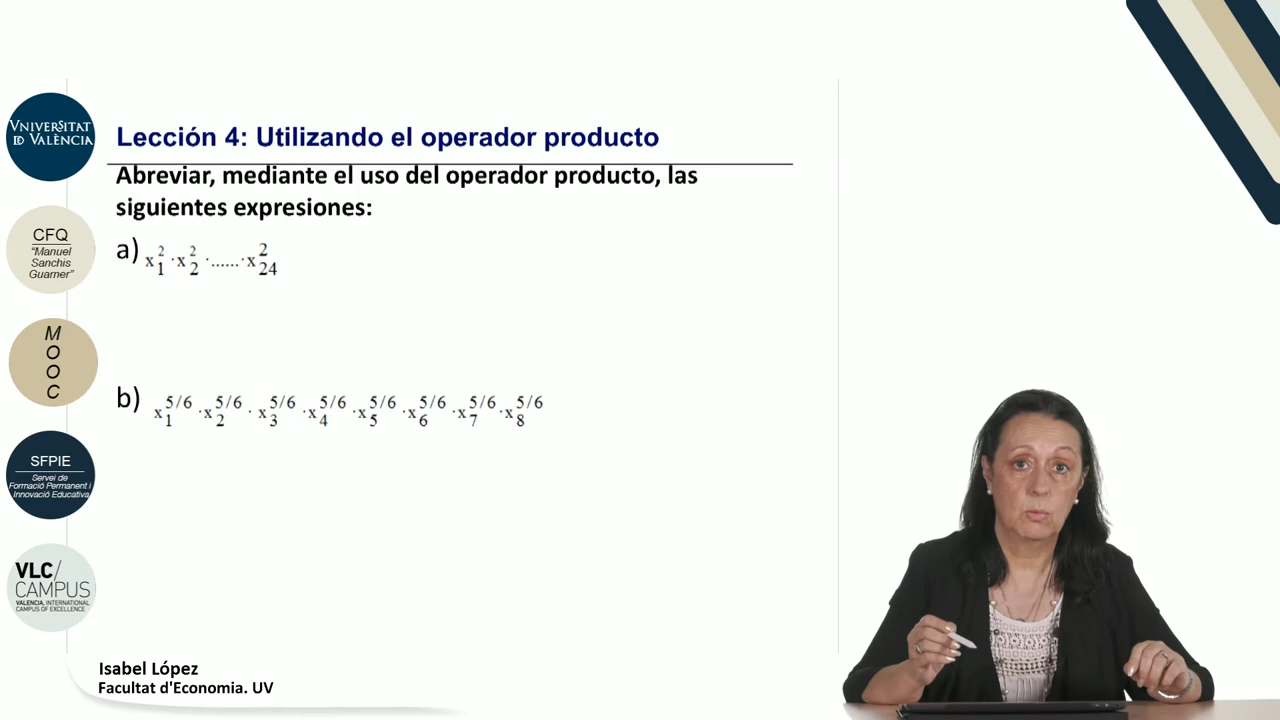 Lección 4: Utilizando el operador producto
Abreviar, mediante el uso del operador producto, las
siguientes expresiones:
a) x₁² · x₂² · ...... · x₂₄²
b) x₁^5/6 · x₂^5/6 · x₃^5/6 · x₄^5/6 · x₅^5/6 · x₆^5/6 · x₇^5/6 · x₈^5/6
VNIVERSITAT
ID VALÈNCIA
CFQ
“Manuel
Sanchis
Guarner”
M
O
O
C
SFPIE
Servei de
Formació Permanent i
Innovació Educativa
VLC/
CAMPUS
VALENCIA, INTERNATIONAL
CAMPUS OF EXCELLENCE
Isabel López
Facultat d'Economia. UV